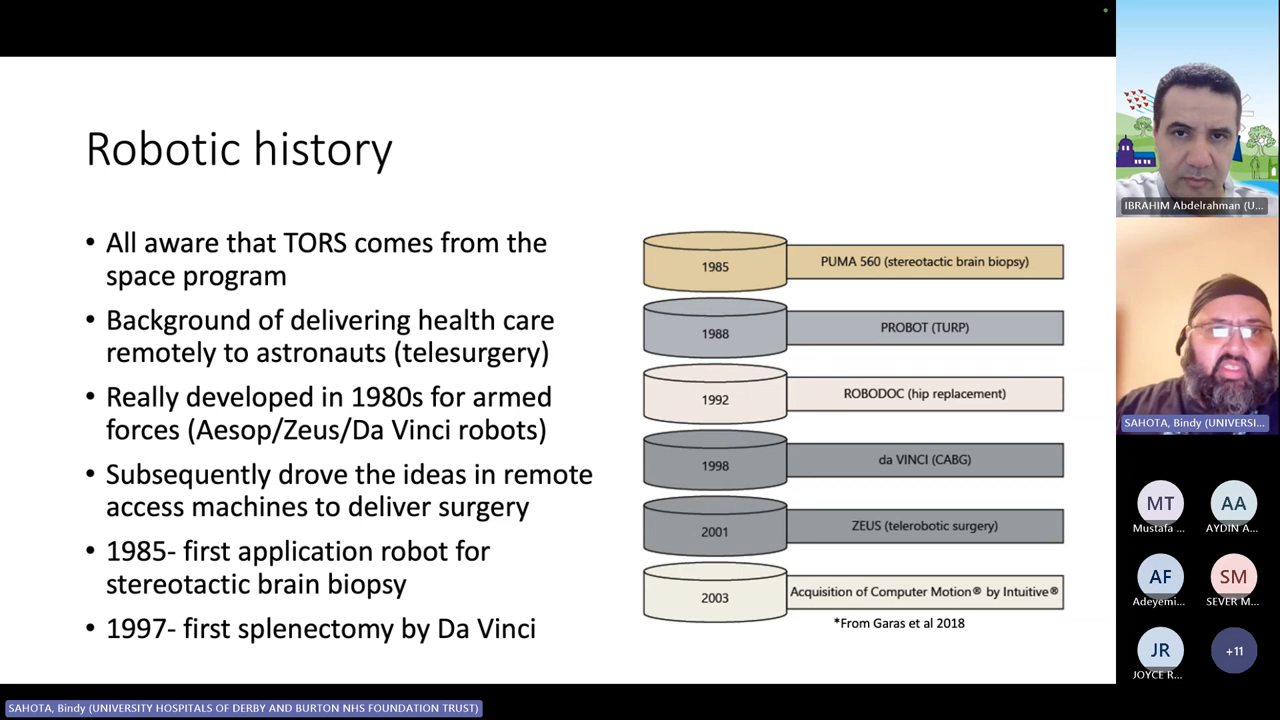 Robotic history
• All aware that TORS comes from the
space program
• Background of delivering health care
remotely to astronauts (telesurgery)
• Really developed in 1980s for armed
forces (Aesop/Zeus/Da Vinci robots)
• Subsequently drove the ideas in remote
access machines to deliver surgery
• 1985- first application robot for
stereotactic brain biopsy
• 1997- first splenectomy by Da Vinci
1985 PUMA 560 (stereotactic brain biopsy)
1988 PROBOT (TURP)
1992 ROBODOC (hip replacement)
1998 da VINCI (CABG)
2001 ZEUS (telerobotic surgery)
2003 Acquisition of Computer Motion® by Intuitive®
*From Garas et al 2018
IBRAHIM Abdelrahman (U...
SAHOTA, Bindy (UNIVERSI...
MT AA
Mustafa ... AYDIN A...
AF SM
Adeyemi... SEVER M...
JR +11
JOYCE R...
SAHOTA, Bindy (UNIVERSITY HOSPITALS OF DERBY AND BURTON NHS FOUNDATION TRUST)